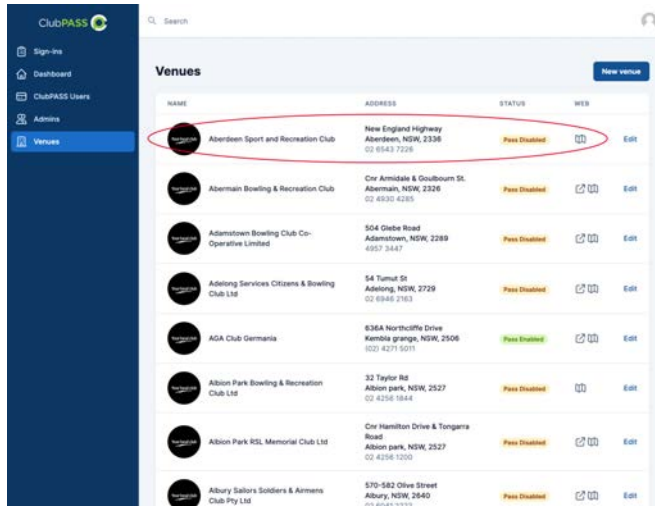 ClubPASS
Search
Sign-ins
Dashboard
ClubPASS Users
Admins
Venues
Venues
New venue
NAME ADDRESS STATUS WEB
Aberdeen Sport and Recreation Club
New England Highway
Aberdeen, NSW, 2336
02 6543 7228
Pass Disabled
Edit
Abermain Bowling & Recreation Club
Cnr Armidale & Goulbourn St.
Abermain, NSW, 2326
02 4930 4285
Pass Disabled
Edit
Adamstown Bowling Club Co-
Operative Limited
504 Glebe Road
Adamstown, NSW, 2289
4957 3447
Pass Disabled
Edit
Adelong Services Citizens & Bowling
Club Ltd
54 Tumut St
Adelong, NSW, 2729
02 6946 2163
Pass Disabled
Edit
AGA Club Germania
636A Northcliffe Drive
Kembla grange, NSW, 2506
(02) 4271 5011
Pass Enabled
Edit
Albion Park Bowling & Recreation
Club Ltd
32 Taylor Rd
Albion park, NSW, 2527
02 4256 1844
Pass Disabled
Edit
Albion Park RSL Memorial Club Ltd
Cnr Hamilton Drive & Tongarra
Road
Albion park, NSW, 2527
02 4256 1200
Pass Disabled
Edit
Albury Sailors Soldiers & Airmens
Club Pty Ltd
570-582 Olive Street
Albury, NSW, 2640
Pass Disabled
Edit